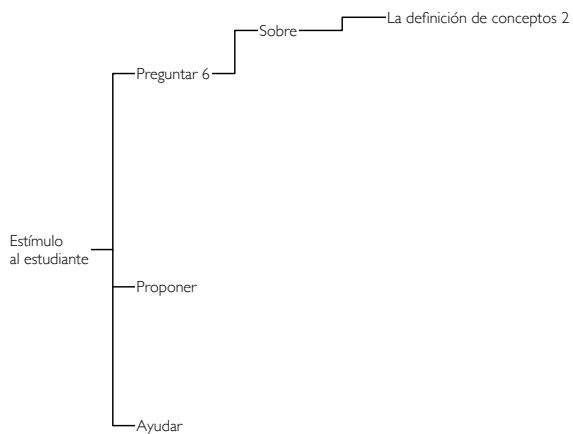 La definición de conceptos 2
Sobre
Preguntar 6
Estímulo
al estudiante
Proponer
Ayudar